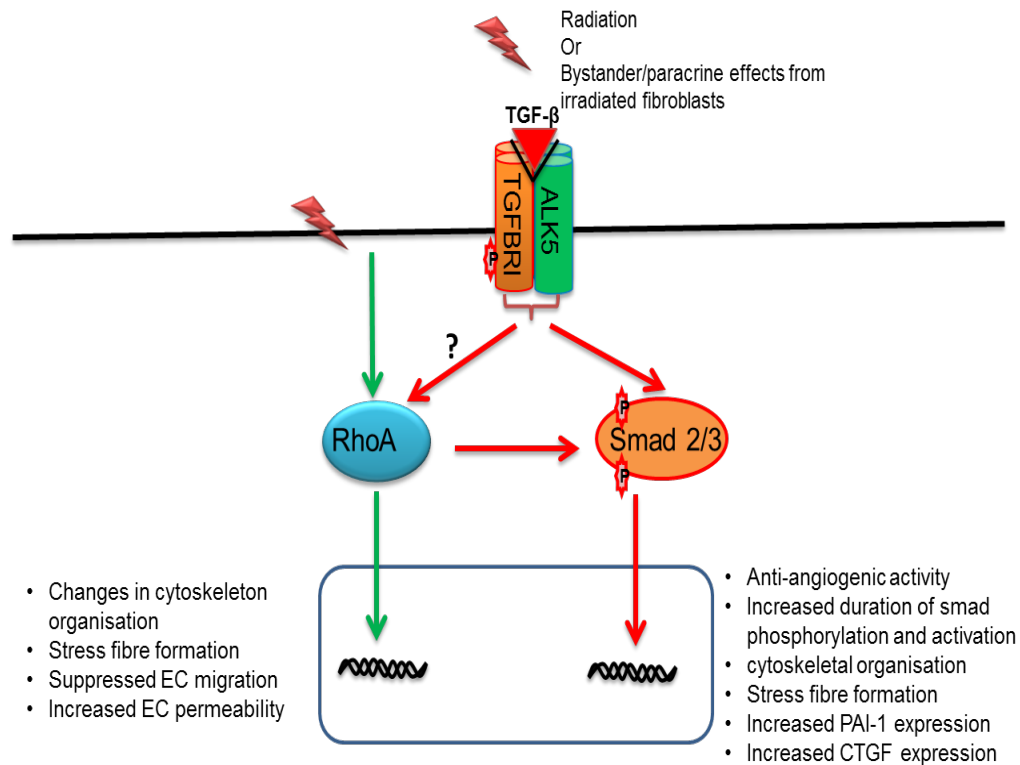 Radiation
Or
Bystander/paracrine effects from
irradiated fibroblasts
TGF-β
TGFBRI
ALK5
P
?
RhoA
P
Smad 2/3
P
• Changes in cytoskeleton
organisation
• Stress fibre formation
• Suppressed EC migration
• Increased EC permeability
• Anti-angiogenic activity
• Increased duration of smad
phosphorylation and activation
• cytoskeletal organisation
• Stress fibre formation
• Increased PAI-1 expression
• Increased CTGF expression